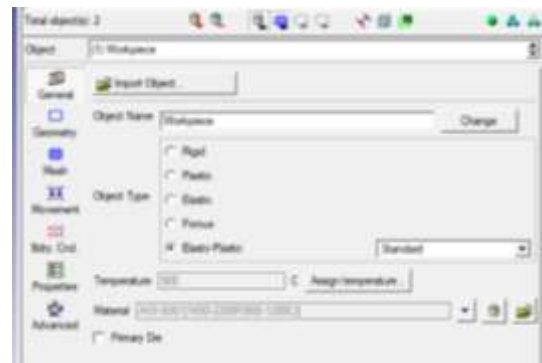 Total object(s): 2
Object
(1) Workpiece
General
Geometry
Mesh
Movement
Bdry. Cnd.
Properties
Advanced
Import Object...
Object Name
Workpiece
Change
Object Type
Rigid
Plastic
Elastic
Porous
Elasto-Plastic
Standard
Temperature
C
Assign temperature...
Material
Primary Die